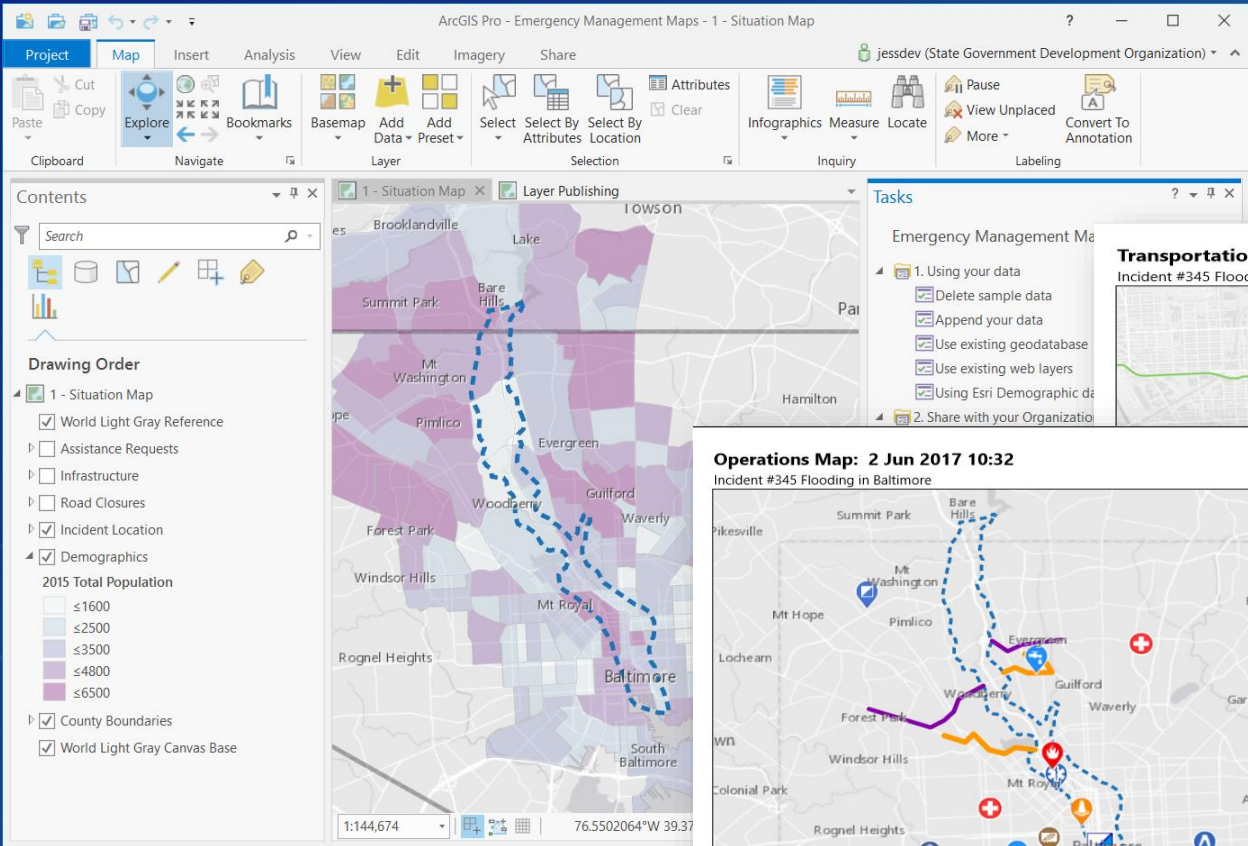 ArcGIS Pro - Emergency Management Maps - 1 - Situation Map
?
Project Map Insert Analysis View Edit Imagery Share
jessdev (State Government Development Organization)
Paste
Cut
Copy
Clipboard
Explore
Bookmarks
Navigate
Basemap
Add Data
Add Preset
Layer
Select
Select By Attributes
Select By Location
Attributes
Clear
Selection
Infographics
Measure
Locate
Inquiry
Pause
View Unplaced
More
Convert To Annotation
Labeling
Contents
Search
Drawing Order
1 - Situation Map
World Light Gray Reference
Assistance Requests
Infrastructure
Road Closures
Incident Location
Demographics
2015 Total Population
≤1600
≤2500
≤3500
≤4800
≤6500
County Boundaries
World Light Gray Canvas Base
1 - Situation Map
Layer Publishing
Towson
es
Brooklandville
Lake
Bare Hills
Summit Park
Par
Mt Washington
Hamilton
pe
Pimlico
Evergreen
Guilford
Woodberry
Waverly
Forest Park
Windsor Hills
Mt Royal
Rognel Heights
Baltimore
South Baltimore
1:144,674
76.5502064°W 39.37
Tasks
?
Emergency Management Ma
1. Using your data
Delete sample data
Append your data
Use existing geodatabase
Use existing web layers
Using Esri Demographic da
2. Share with your Organizatio
Transportatio
Incident #345 Flood
Operations Map: 2 Jun 2017 10:32
Incident #345 Flooding in Baltimore
Bare Hills
Summit Park
Pikesville
Mt Washington
Mt Hope
Pimlico
Evergreen
Lochearn
Guilford
Woodberry
Waverly
Gar
Forest Park
wn
Windsor Hills
Mt Royal
Colonial Park
Rognel Heights
Baltimore